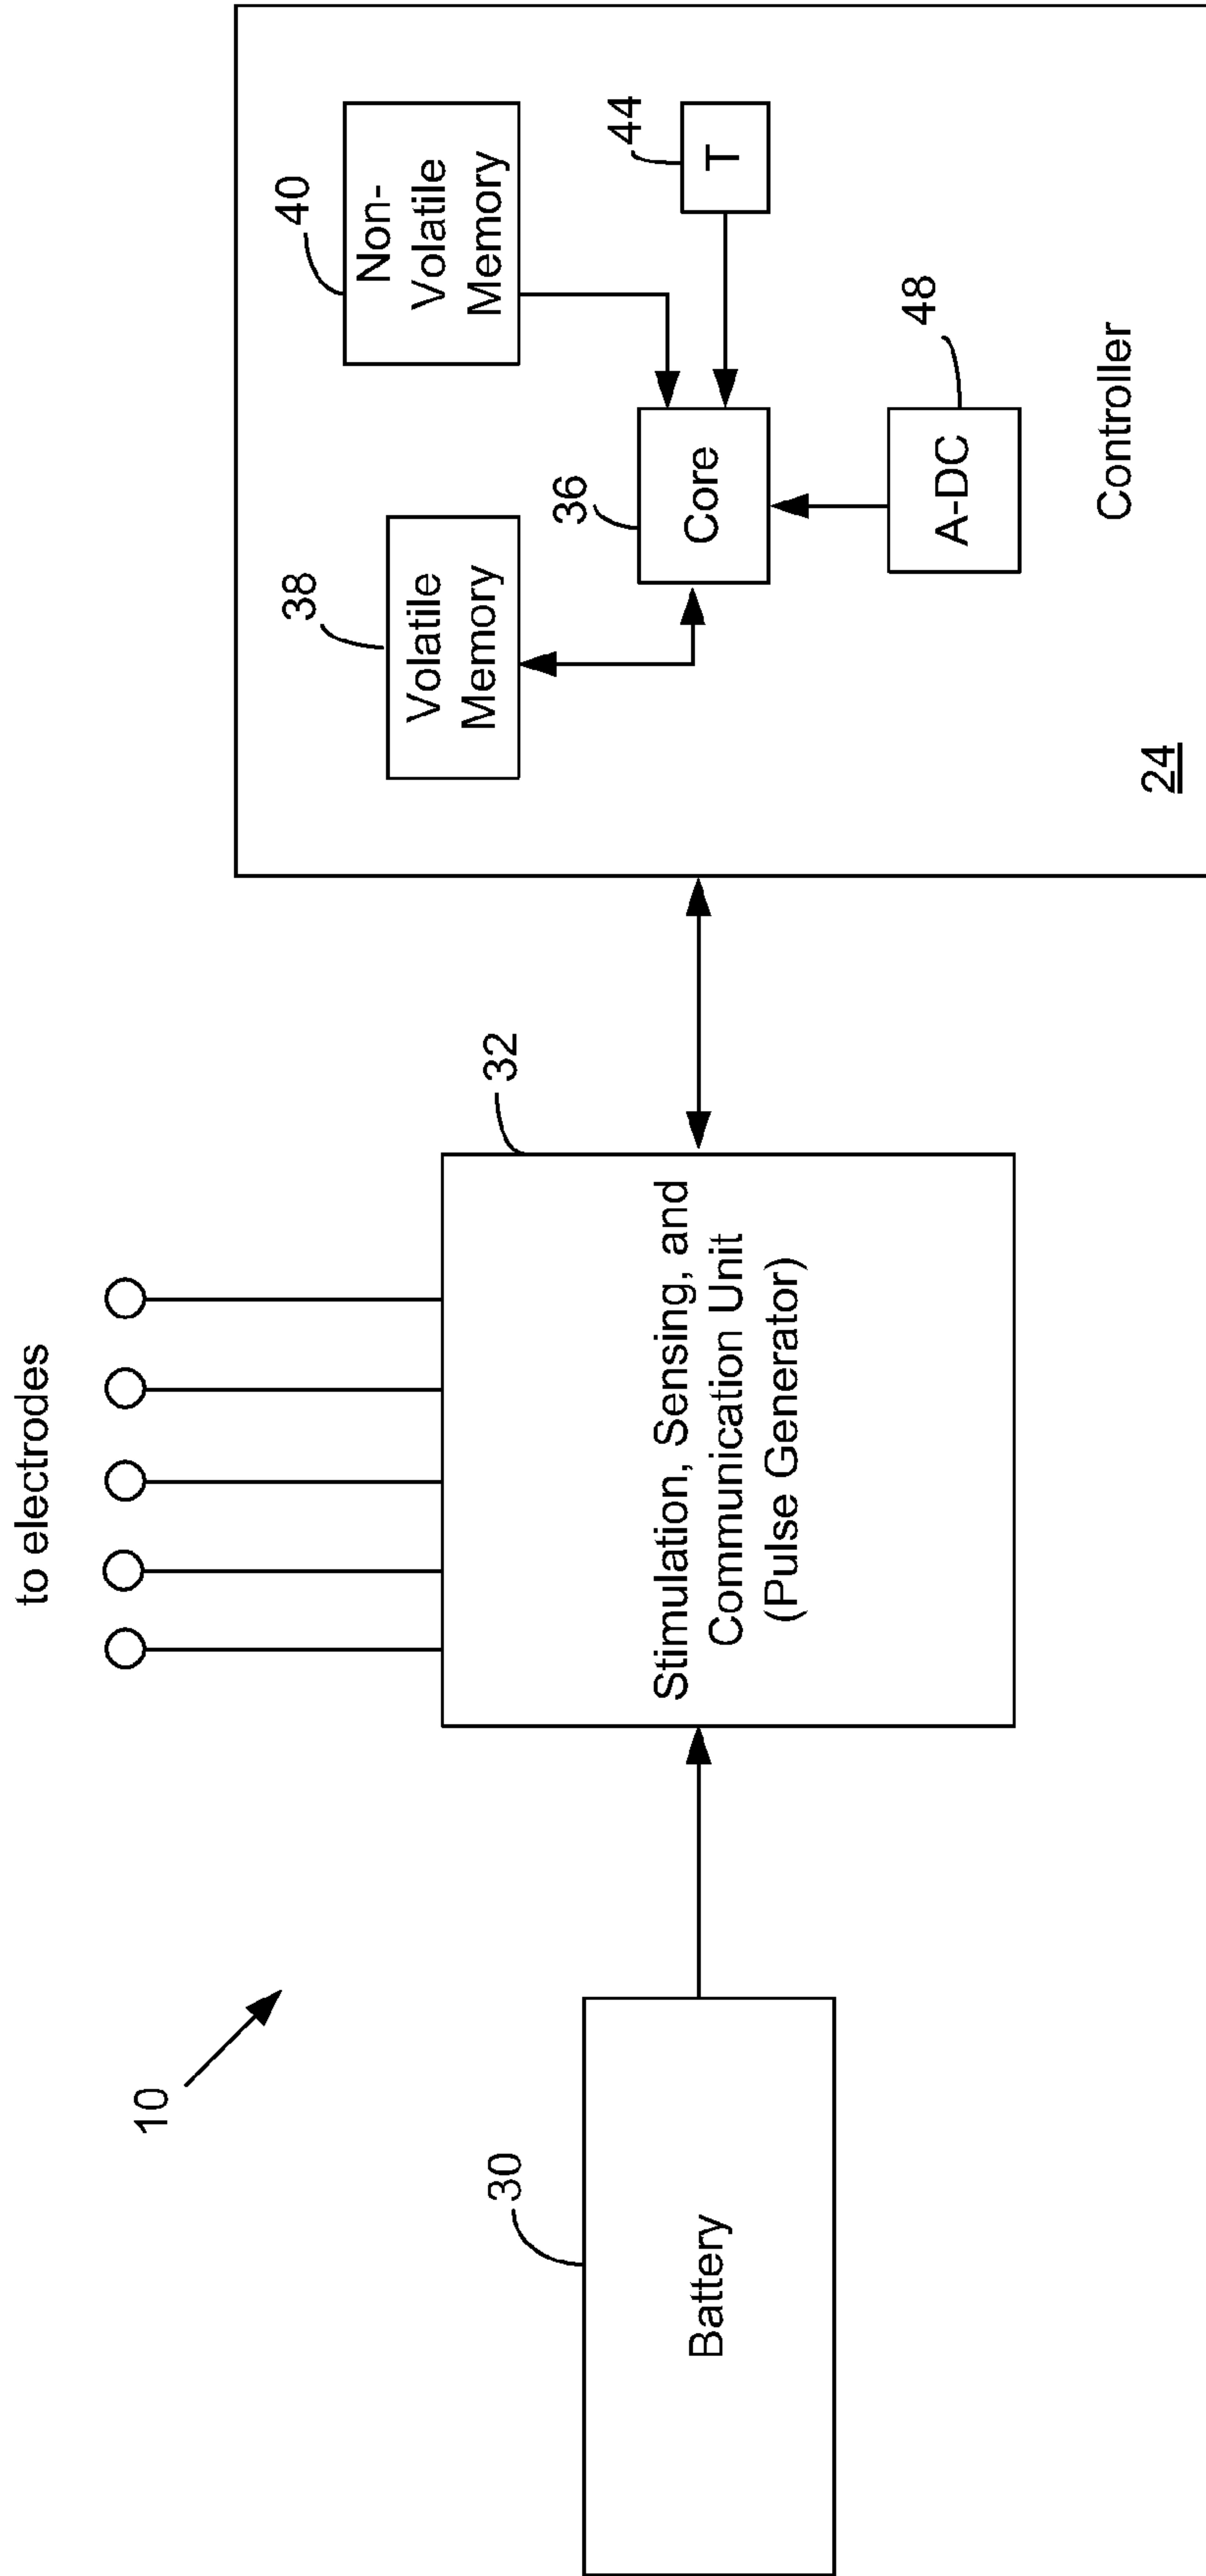 to electrodes
10
30
Battery
32
Stimulation, Sensing, and
Communication Unit
(Pulse Generator)
38
Volatile
Memory
40
Non-
Volatile
Memory
36
Core
44
T
48
A-DC
Controller
24